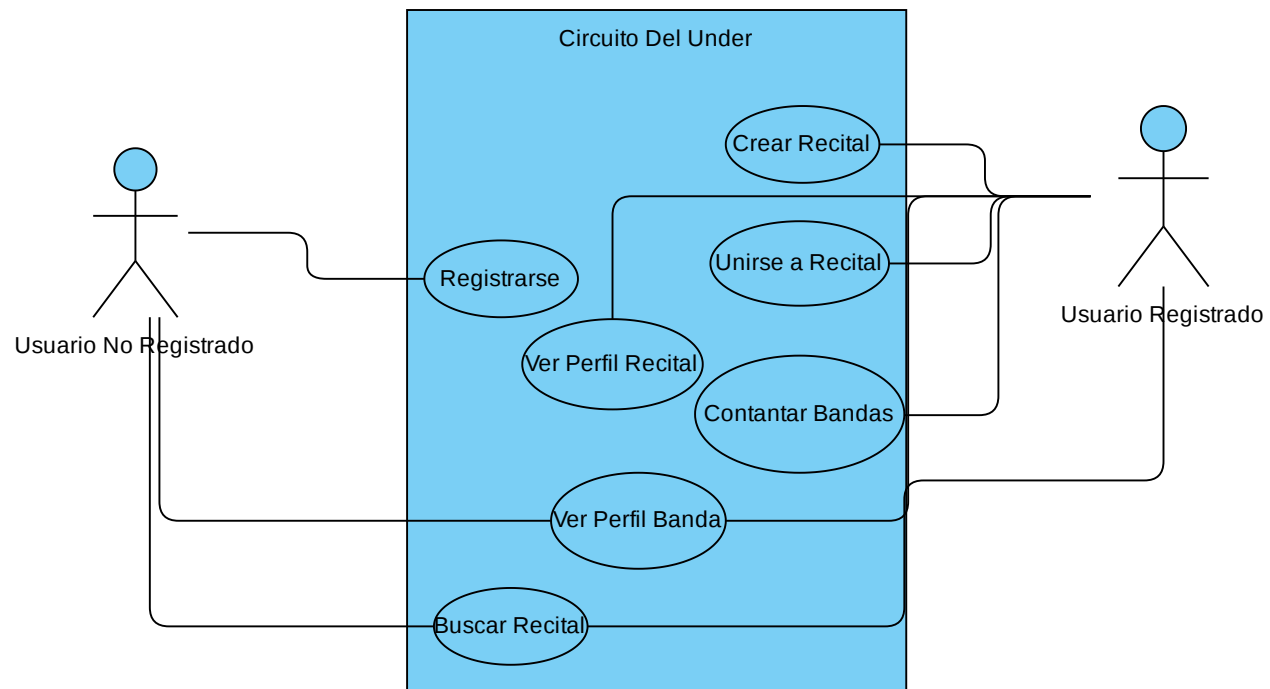 Circuito Del Under
Crear Recital
Unirse a Recital
Registrarse
Usuario Registrado
Usuario No Registrado
Ver Perfil Recital
Contantar Bandas
Ver Perfil Banda
Buscar Recital